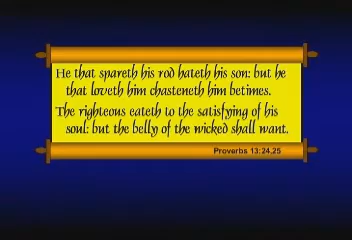 He that spareth his rod hateth his son: but he
that loveth him chasteneth him betimes.
The righteous eateth to the satisfying of his
soul: but the belly of the wicked shall want.
Proverbs 13:24,25